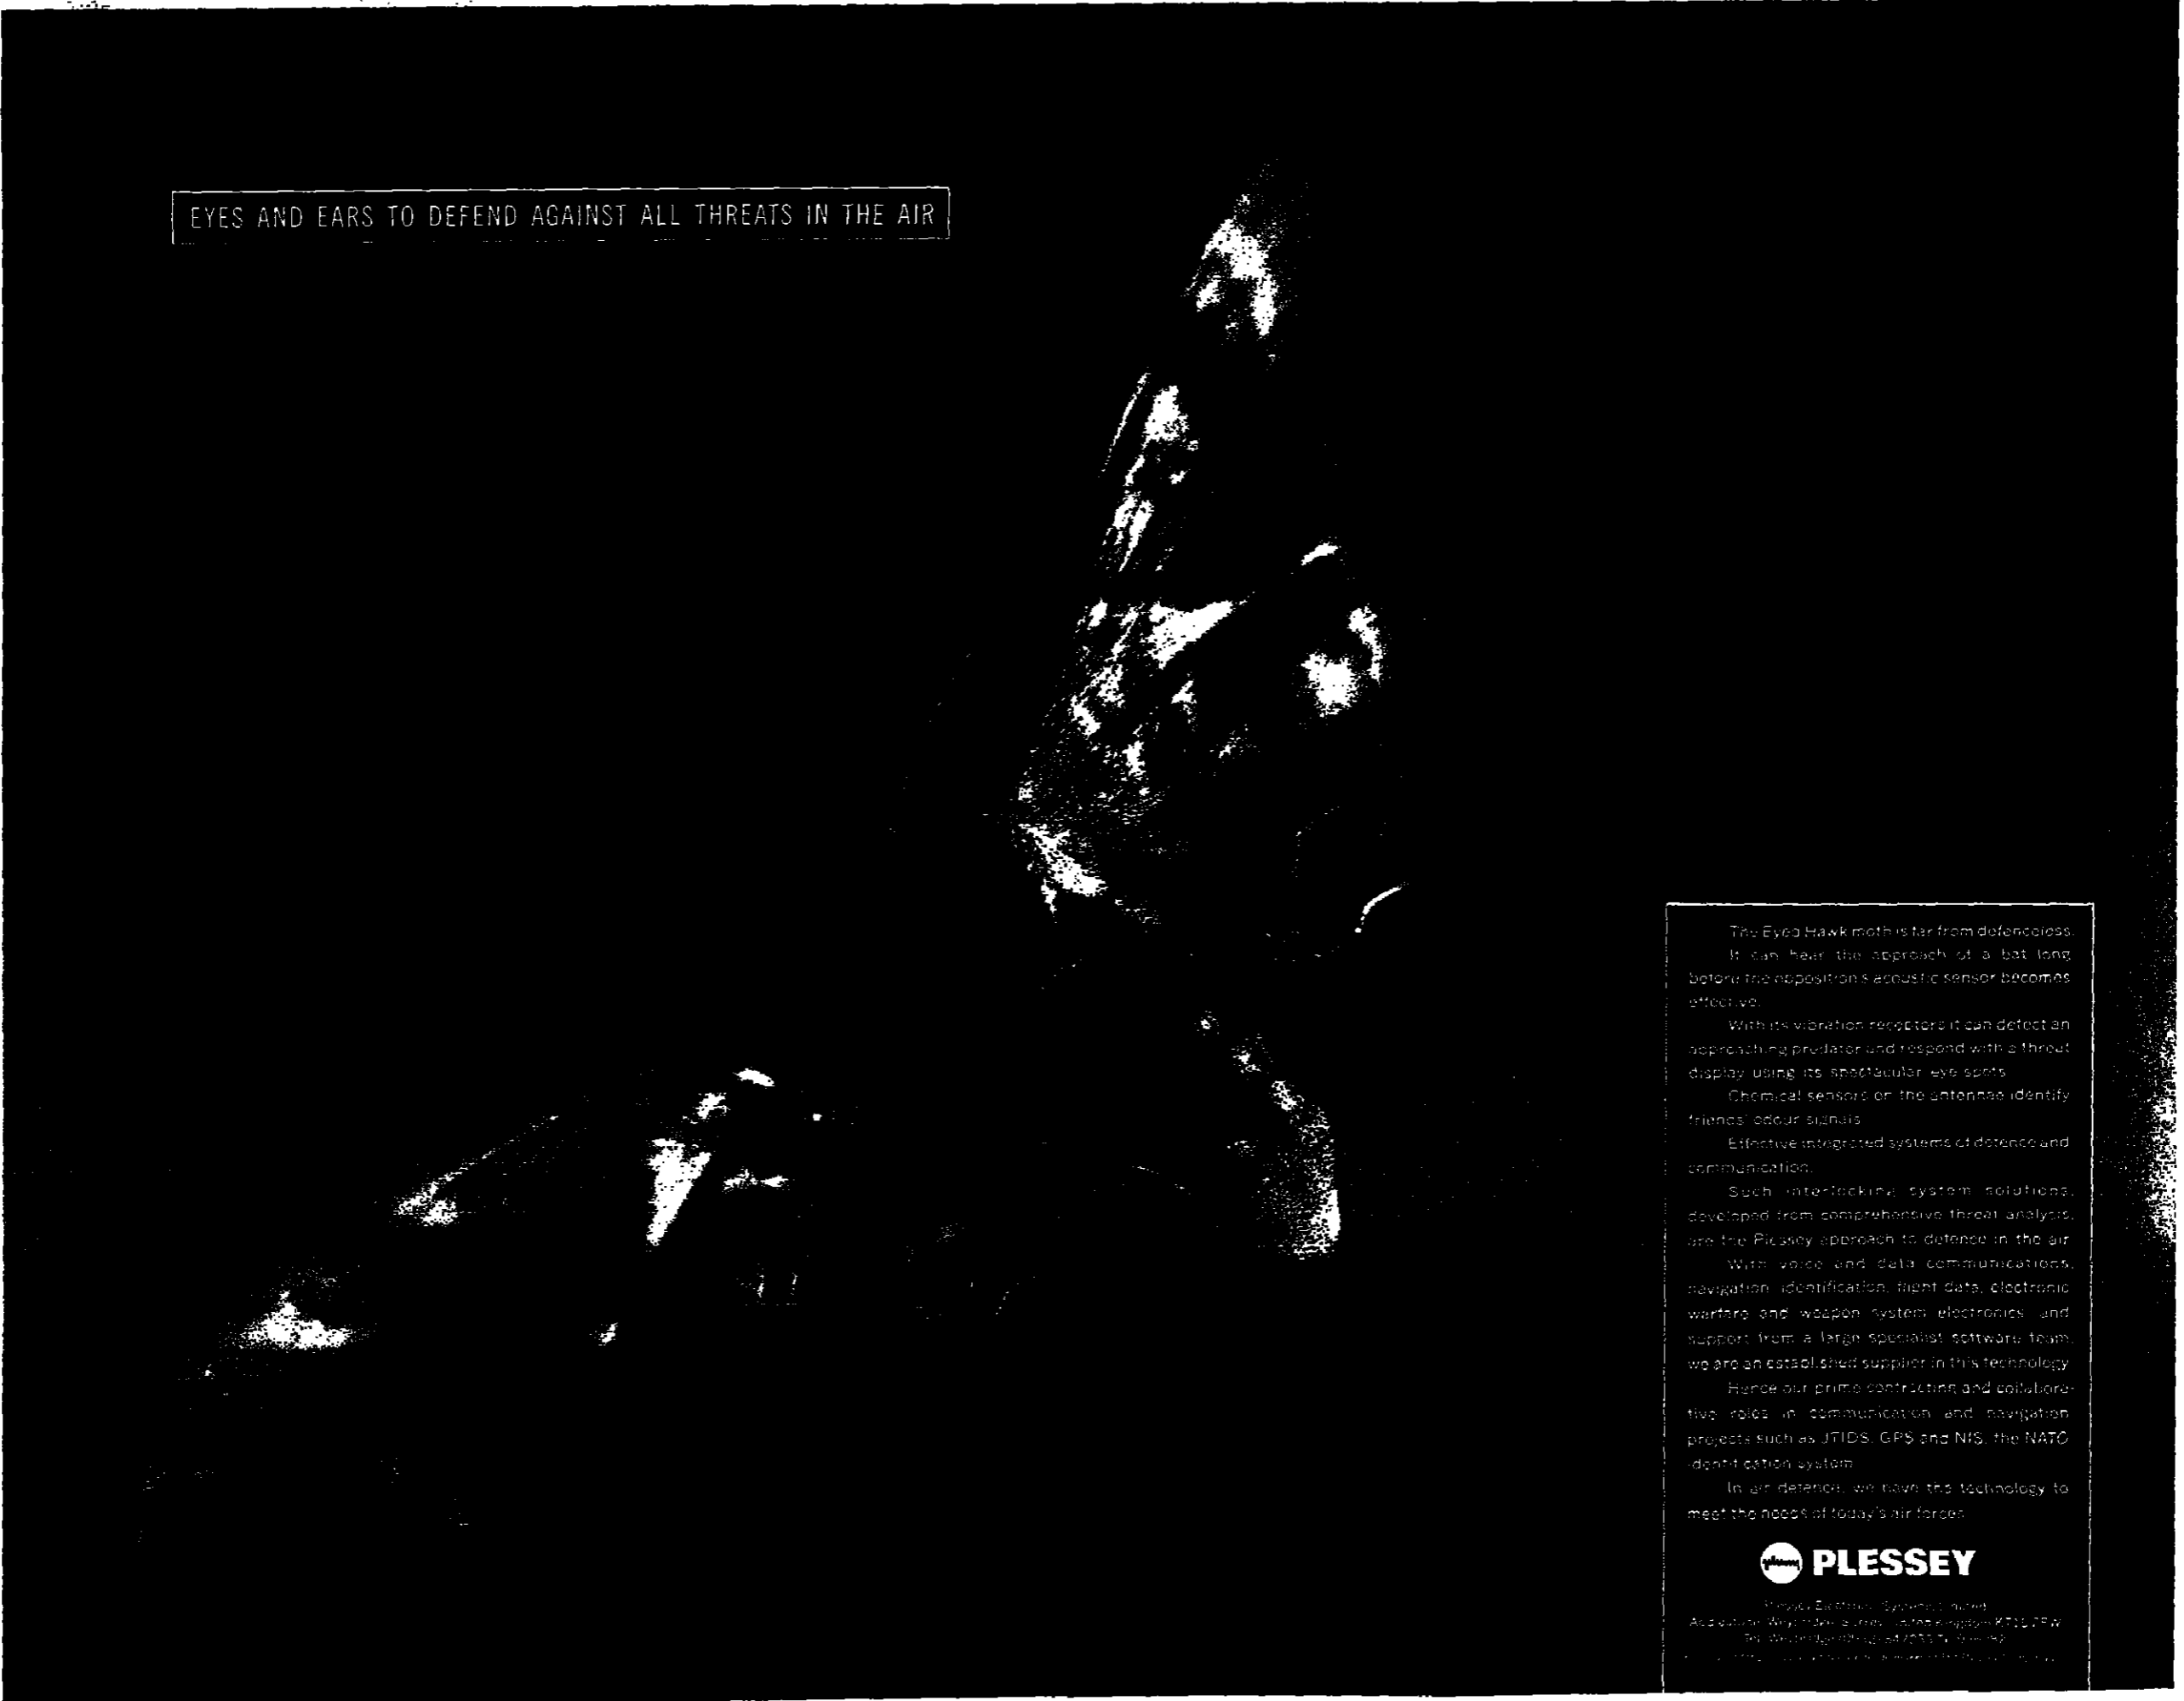 EYES AND EARS TO DEFEND AGAINST ALL THREATS IN THE AIR
The Eyed Hawk moth is far from defenceless.
It can hear the approach of a bat long
before the opposition's acoustic sensor becomes
effective.
With its vibration receptors it can detect an
approaching predator and respond with a threat
display using its spectacular eye spots.
Chemical sensors on the antennae identify
friends' odour signals.
Effective integrated systems of defence and
communication.
Such interlocking system solutions,
developed from comprehensive threat analysis,
are the Plessey approach to defence in the air.
With voice and data communications,
navigation, identification, flight data, electronic
warfare and weapon system electronics, and
support from a large specialist software team,
we are an established supplier in this technology.
Hence our prime contracting and collabora-
tive roles in communication and navigation
projects such as JTIDS, GPS and NIS, the NATO
identification system.
In air defence, we have the technology to
meet the needs of today's air forces.
PLESSEY
Plessey Electronic Systems Limited